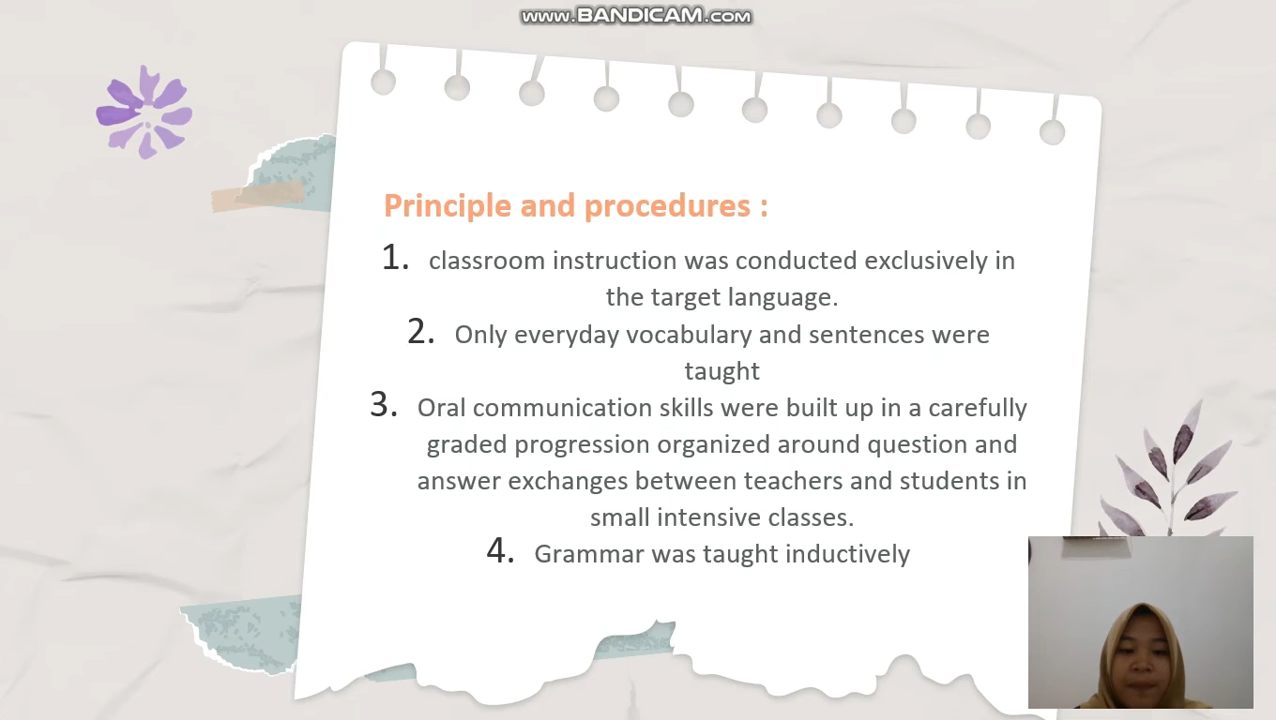 www.BANDICAM.com
Principle and procedures :
1. classroom instruction was conducted exclusively in
the target language.
2. Only everyday vocabulary and sentences were
taught
3. Oral communication skills were built up in a carefully
graded progression organized around question and
answer exchanges between teachers and students in
small intensive classes.
4. Grammar was taught inductively